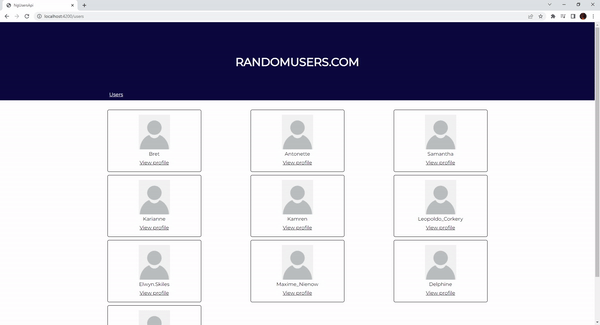 localhost:4200/users
RANDOMUSERS.COM
Users
Bret
View profile
Antonette
View profile
Samantha
View profile
Karianne
View profile
Kamren
View profile
Leopoldo_Corkery
View profile
Elwyn.Skiles
View profile
Maxime_Nienow
View profile
Delphine
View profile